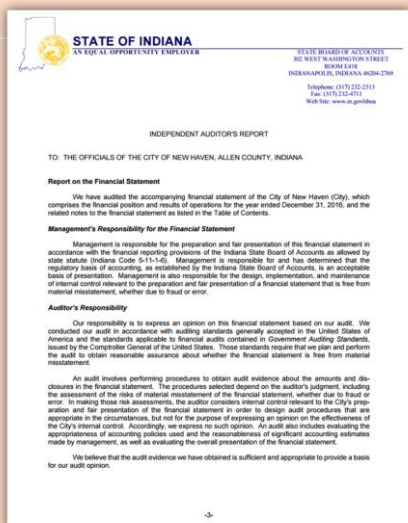 STATE OF INDIANA
AN EQUAL OPPORTUNITY EMPLOYER
STATE BOARD OF ACCOUNTS
302 WEST WASHINGTON STREET
ROOM E418
INDIANAPOLIS, INDIANA 46204-2769
Telephone: (317) 232-2513
Fax: (317) 232-4711
Web Site: www.in.gov/sboa
INDEPENDENT AUDITOR'S REPORT
TO: THE OFFICIALS OF THE CITY OF NEW HAVEN, ALLEN COUNTY, INDIANA
Report on the Financial Statement
We have audited the accompanying financial statement of the City of New Haven (City), which
comprises the financial position and results of operations for the year ended December 31, 2016, and the
related notes to the financial statement as listed in the Table of Contents.
Management's Responsibility for the Financial Statement
Management is responsible for the preparation and fair presentation of this financial statement in
accordance with the financial reporting provisions of the Indiana State Board of Accounts as allowed by
state statute (Indiana Code 5-11-1-6). Management is responsible for and has determined that the
regulatory basis of accounting, as established by the Indiana State Board of Accounts, is an acceptable
basis of presentation. Management is also responsible for the design, implementation, and maintenance
of internal control relevant to the preparation and fair presentation of a financial statement that is free from
material misstatement, whether due to fraud or error.
Auditor's Responsibility
Our responsibility is to express an opinion on this financial statement based on our audit. We
conducted our audit in accordance with auditing standards generally accepted in the United States of
America and the standards applicable to financial audits contained in Government Auditing Standards,
issued by the Comptroller General of the United States. Those standards require that we plan and perform
the audit to obtain reasonable assurance about whether the financial statement is free from material
misstatement.
An audit involves performing procedures to obtain audit evidence about the amounts and dis-
closures in the financial statement. The procedures selected depend on the auditor's judgment, including
the assessment of the risks of material misstatement of the financial statement, whether due to fraud or
error. In making those risk assessments, the auditor considers internal control relevant to the City's prep-
aration and fair presentation of the financial statement in order to design audit procedures that are
appropriate in the circumstances, but not for the purpose of expressing an opinion on the effectiveness of
the City's internal control. Accordingly, we express no such opinion. An audit also includes evaluating the
appropriateness of accounting policies used and the reasonableness of significant accounting estimates
made by management, as well as evaluating the overall presentation of the financial statement.
We believe that the audit evidence we have obtained is sufficient and appropriate to provide a basis
for our audit opinion.
-3-